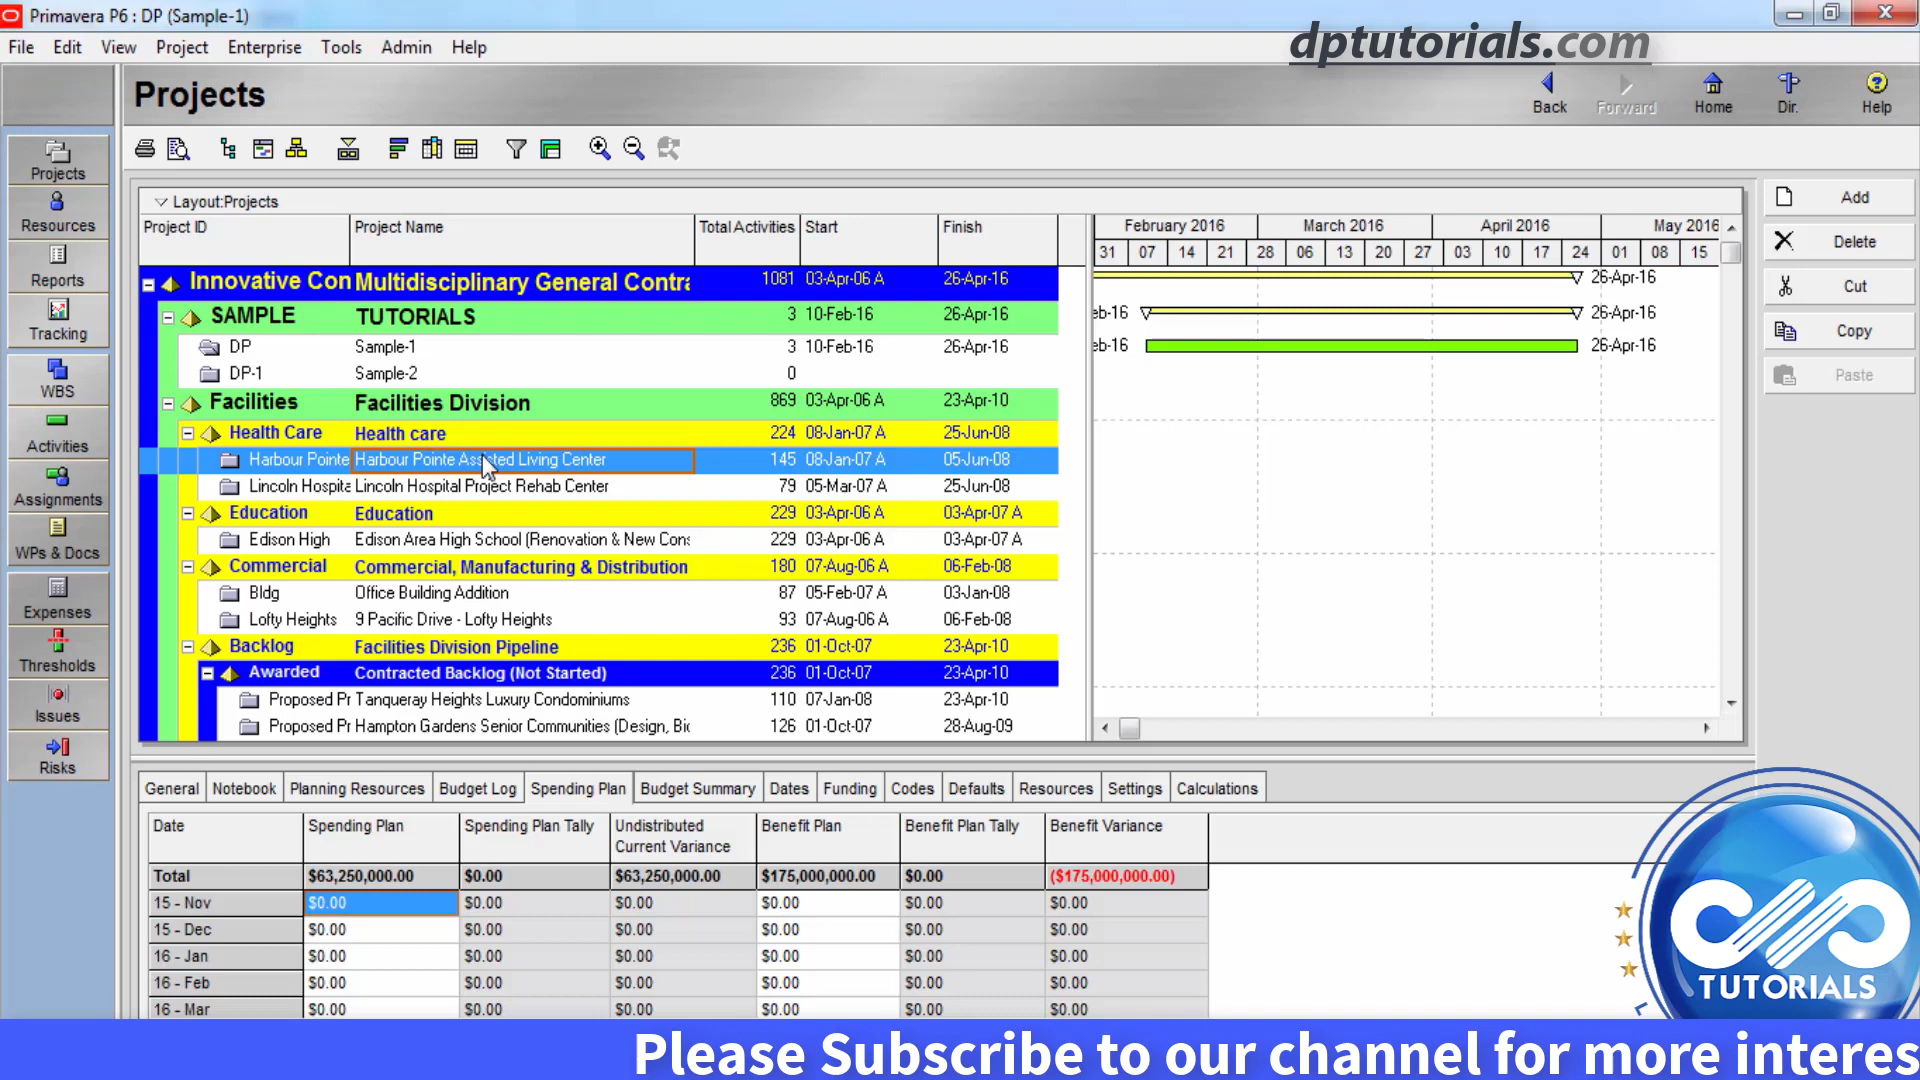 Primavera P6 : DP (Sample-1)
File Edit View Project Enterprise Tools Admin Help
dptutorials.com
Projects
Back Forward Home Dir. Help
Projects
Resources
Reports
Tracking
WBS
Activities
Assignments
WPs & Docs
Expenses
Thresholds
Issues
Risks
Layout:Projects
Project ID Project Name Total Activities Start Finish
February 2016 March 2016 April 2016 May 2016
31 07 14 21 28 06 13 20 27 03 10 17 24 01 08 15
Innovative Con Multidisciplinary General Contra 1081 03-Apr-06 A 26-Apr-16 26-Apr-16
SAMPLE TUTORIALS 3 10-Feb-16 26-Apr-16 eb-16 26-Apr-16
DP Sample-1 3 10-Feb-16 26-Apr-16 eb-16 26-Apr-16
DP-1 Sample-2 0
Facilities Facilities Division 869 03-Apr-06 A 23-Apr-10
Health Care Health care 224 08-Jan-07 A 25-Jun-08
Harbour Pointe Harbour Pointe Assisted Living Center 145 08-Jan-07 A 05-Jun-08
Lincoln Hospita Lincoln Hospital Project Rehab Center 79 05-Mar-07 A 25-Jun-08
Education Education 229 03-Apr-06 A 03-Apr-07 A
Edison High Edison Area High School (Renovation & New Cons 229 03-Apr-06 A 03-Apr-07 A
Commercial Commercial, Manufacturing & Distribution 180 07-Aug-06 A 06-Feb-08
Bldg Office Building Addition 87 05-Feb-07 A 03-Jan-08
Lofty Heights 9 Pacific Drive - Lofty Heights 93 07-Aug-06 A 06-Feb-08
Backlog Facilities Division Pipeline 236 01-Oct-07 23-Apr-10
Awarded Contracted Backlog (Not Started) 236 01-Oct-07 23-Apr-10
Proposed Pr Tanqueray Heights Luxury Condominiums 110 07-Jan-08 23-Apr-10
Proposed Pr Hampton Gardens Senior Communities (Design, Bic 126 01-Oct-07 28-Aug-09
Add
Delete
Cut
Copy
Paste
General Notebook Planning Resources Budget Log Spending Plan Budget Summary Dates Funding Codes Defaults Resources Settings Calculations
Date Spending Plan Spending Plan Tally Undistributed Current Variance Benefit Plan Benefit Plan Tally Benefit Variance
Total $63,250,000.00 $0.00 $63,250,000.00 $175,000,000.00 $0.00 ($175,000,000.00)
15 - Nov $0.00 $0.00 $0.00 $0.00 $0.00 $0.00
15 - Dec $0.00 $0.00 $0.00 $0.00 $0.00 $0.00
16 - Jan $0.00 $0.00 $0.00 $0.00 $0.00 $0.00
16 - Feb $0.00 $0.00 $0.00 $0.00 $0.00 $0.00
16 - Mar $0.00 $0.00 $0.00 $0.00 $0.00 $0.00
TUTORIALS
Please Subscribe to our channel for more interes